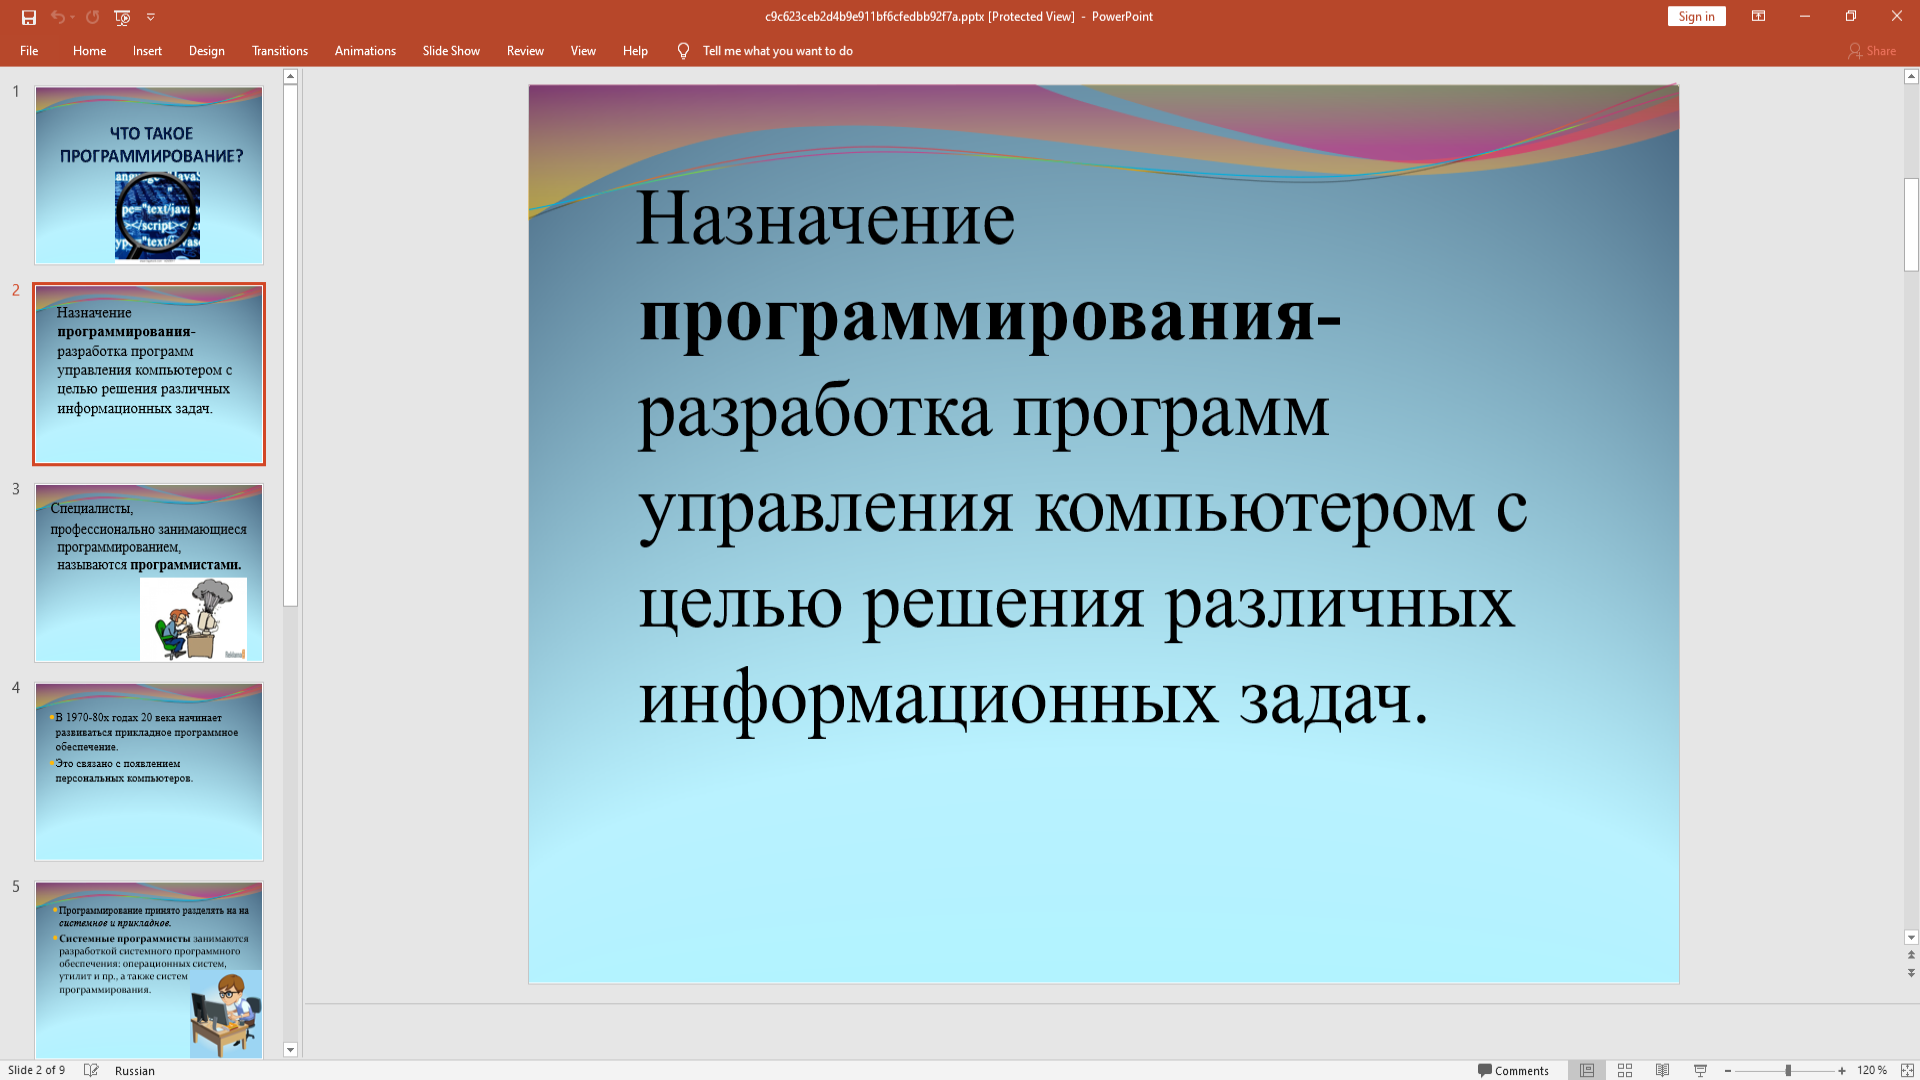 c9c623ceb2d4b9e911bf6cfedbb92f7a.pptx [Protected View] - PowerPoint
Sign in
File Home Insert Design Transitions Animations Slide Show Review View Help Tell me what you want to do
Share
1
ЧТО ТАКОЕ
ПРОГРАММИРОВАНИЕ?
2
Назначение
программирования-
разработка программ
управления компьютером с
целью решения различных
информационных задач.
3
Специалисты,
профессионально занимающиеся
программированием,
называются программистами.
4
В 1970-80х годах 20 века начинает
развиваться прикладное программное
обеспечение.
Это связано с появлением
персональных компьютеров.
5
Программирование принято разделять на на
системное и прикладное.
Системные программисты занимаются
разработкой системного программного
обеспечения: операционных систем,
утилит и пр., а также систем
программирования.
Назначение
программирования-
разработка программ
управления компьютером с
целью решения различных
информационных задач.
Slide 2 of 9
Russian
Comments
120 %